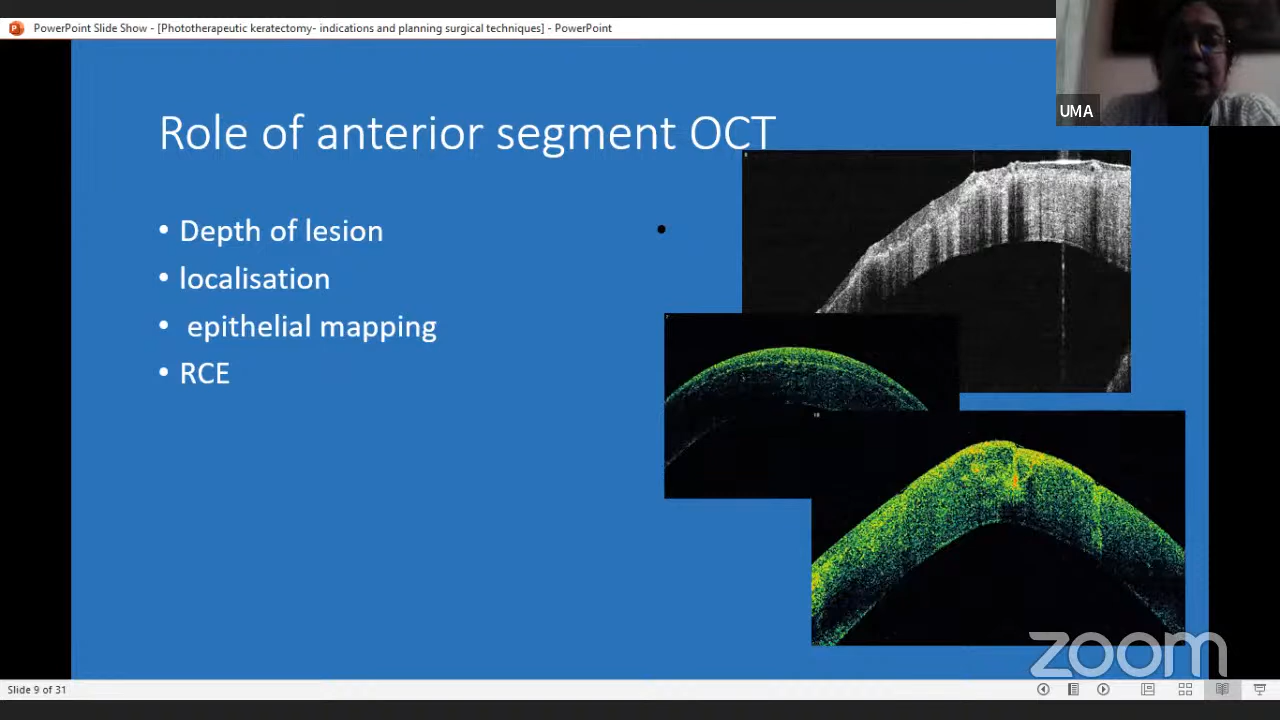 PowerPoint Slide Show - [Phototherapeutic keratectomy- indications and planning surgical techniques] - PowerPoint
UMA
Role of anterior segment OCT
• Depth of lesion
• localisation
• epithelial mapping
• RCE
zoom
Slide 9 of 31